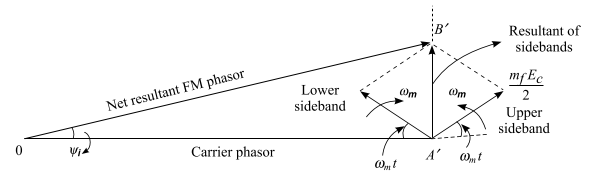 B′
Resultant of
sidebands
Net resultant FM phasor
Lower
sideband
ω_m
ω_m
m_f E_c
2
Upper
sideband
0
ψ_i
Carrier phasor
ω_m t
A′
ω_m t